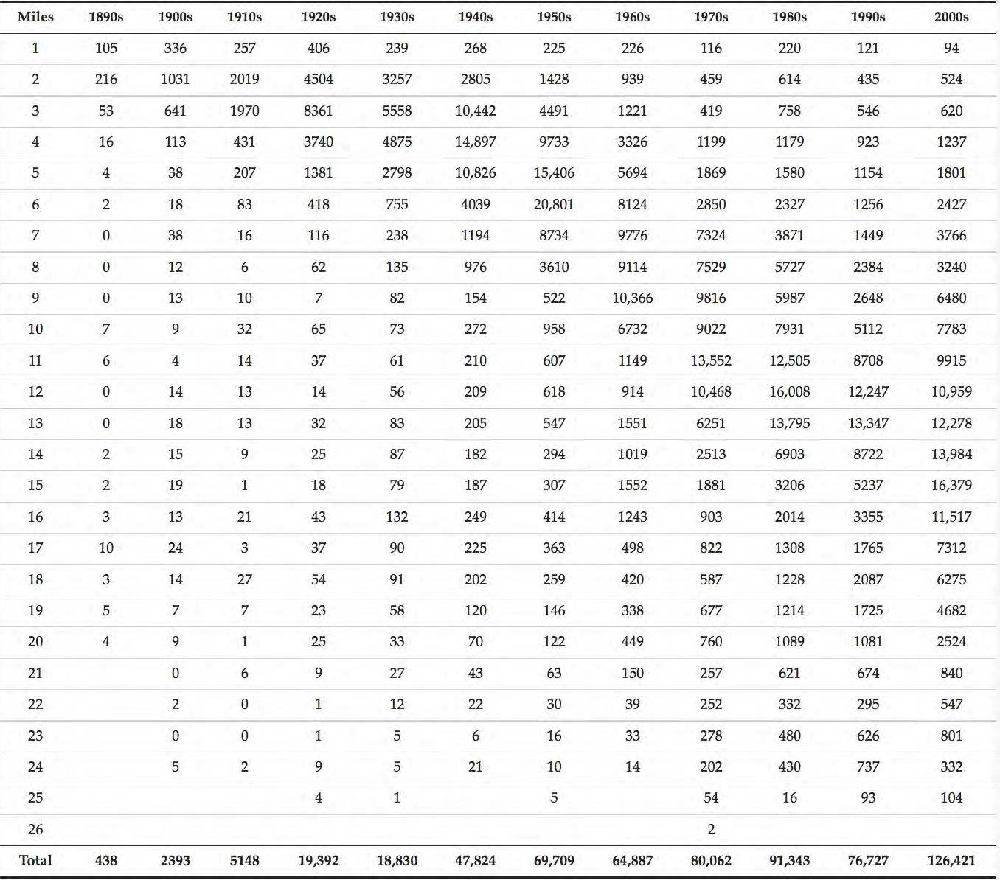 Miles 1890s 1900s 1910s 1920s 1930s 1940s 1950s 1960s 1970s 1980s 1990s 2000s
1 105 336 257 406 239 268 225 226 116 220 121 94
2 216 1031 2019 4504 3257 2805 1428 939 459 614 435 524
3 53 641 1970 8361 5558 10,442 4491 1221 419 758 546 620
4 16 113 431 3740 4875 14,897 9733 3326 1199 1179 923 1237
5 4 38 207 1381 2798 10,826 15,406 5694 1869 1580 1154 1801
6 2 18 83 418 755 4039 20,801 8124 2850 2327 1256 2427
7 0 38 16 116 238 1194 8734 9776 7324 3871 1449 3766
8 0 12 6 62 135 976 3610 9114 7529 5727 2384 3240
9 0 13 10 7 82 154 522 10,366 9816 5987 2648 6480
10 7 9 32 65 73 272 958 6732 9022 7931 5112 7783
11 6 4 14 37 61 210 607 1149 13,552 12,505 8708 9915
12 0 14 13 14 56 209 618 914 10,468 16,008 12,247 10,959
13 0 18 13 32 83 205 547 1551 6251 13,795 13,347 12,278
14 2 15 9 25 87 182 294 1019 2513 6903 8722 13,984
15 2 19 1 18 79 187 307 1552 1881 3206 5237 16,379
16 3 13 21 43 132 249 414 1243 903 2014 3355 11,517
17 10 24 3 37 90 225 363 498 822 1308 1765 7312
18 3 14 27 54 91 202 259 420 587 1228 2087 6275
19 5 7 7 23 58 120 146 338 677 1214 1725 4682
20 4 9 1 25 33 70 122 449 760 1089 1081 2524
21 0 6 9 27 43 63 150 257 621 674 840
22 2 0 1 12 22 30 39 252 332 295 547
23 0 0 1 5 6 16 33 278 480 626 801
24 5 2 9 5 21 10 14 202 430 737 332
25 4 1 5 54 16 93 104
26 2
Total 438 2393 5148 19,392 18,830 47,824 69,709 64,887 80,062 91,343 76,727 126,421